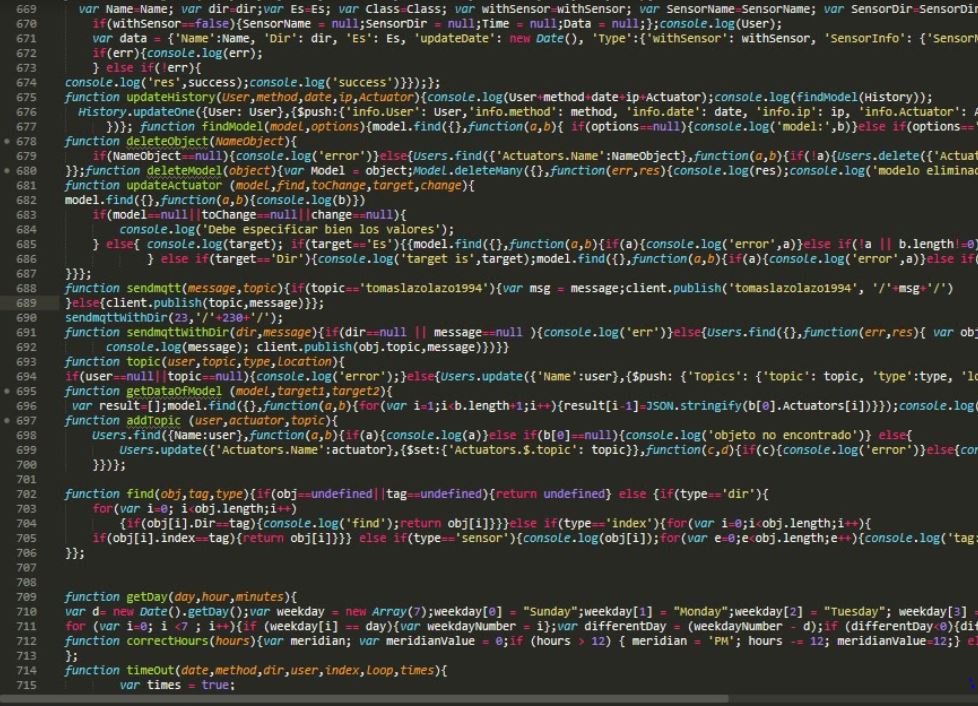 669 var Name=Name; var dir=dir;var Es=Es; var Class=Class; var withSensor=withSensor; var SensorName=SensorName; var SensorDir=SensorDir
670 if(withSensor==false){SensorName = null;SensorDir = null;Time = null;Data = null;};console.log(User);
671 var data = {'Name':Name, 'Dir': dir, 'Es': Es, 'updateDate': new Date(), 'Type':{'withSensor': withSensor, 'SensorInfo': {'Sensor
672 if(err){console.log(err);
673 } else if(!err){
674 console.log('res',success);console.log('success')}});};
675 function updateHistory(User,method,date,ip,Actuator){console.log(User+method+date+ip+Actuator);console.log(findModel(History));
676 History.updateOne({User: User},{$push:{'info.User': User,'info.method': method, 'info.date': date, 'info.ip': ip, 'info.Actuator':
677 })}; function findModel(model,options){model.find({},function(a,b){ if(options==null){console.log('model:',b)}else if(options=='
678 function deleteObject(NameObject){
679 if(NameObject==null){console.log('error')}else{Users.find({'Actuators.Name':NameObject},function(a,b){if(!a){Users.delete({'Actuat
680 }};function deleteModel(object){var Model = object;Model.deleteMany({},function(err,res){console.log(res);console.log('modelo eliminad
681 function updateActuator (model,find,toChange,target,change){
682 model.find({},function(a,b){console.log(b)})
683 if(model==null||toChange==null||change==null){
684 console.log('Debe especificar bien los valores');
685 } else{ console.log(target); if(target=='Es'){{model.find({},function(a,b){if(a){console.log('error',a)}else if(!a || b.length!=0)
686 } else if(target=='Dir'){console.log('target is',target);model.find({},function(a,b){if(a){console.log('error',a)}else if(
687 }}};
688 function sendmqtt(message,topic){if(topic=='tomaslazolazo1994'){var msg = message;client.publish('tomaslazolazo1994', '/'+msg+'/')
689 }else{client.publish(topic,message)}};
690 sendmqttWithDir(23,'/'+230+'/');
691 function sendmqttWithDir(dir,message){if(dir==null || message==null ){console.log('err')}else{Users.find({},function(err,res){ var ob
692 console.log(message); client.publish(obj.topic,message)})}}
693 function topic(user,topic,type,location){
694 if(user==null||topic==null){console.log('error');}else{Users.update({'Name':user},{$push: {'Topics': {'topic': topic, 'type':type, 'lo
695 function getDataOfModel (model,target1,target2){
696 var result=[];model.find({},function(a,b){for(var i=1;i<b.length+1;i++){result[i-1]=JSON.stringify(b[0].Actuators[i])}});console.log(
697 function addTopic (user,actuator,topic){
698 Users.find({Name:user},function(a,b){if(a){console.log(a)}else if(b[0]==null){console.log('objeto no encontrado')} else{
699 Users.update({'Actuators.Name':actuator},{$set:{'Actuators.$.topic': topic}},function(c,d){if(c){console.log('error')}else{con
700 }})};
701
702 function find(obj,tag,type){if(obj==undefined||tag==undefined){return undefined} else {if(type=='dir'){
703 for(var i=0; i<obj.length;i++)
704 {if(obj[i].Dir==tag){console.log('find');return obj[i]}}}else if(type=='index'){for(var i=0;i<obj.length;i++){
705 if(obj[i].index==tag){return obj[i]}}} else if(type=='sensor'){console.log(obj[i]);for(var e=0;e<obj.length;e++){console.log('tag:
706 }};
707
708
709 function getDay(day,hour,minutes){
710 var d= new Date().getDay();var weekday = new Array(7);weekday[0] = "Sunday";weekday[1] = "Monday";weekday[2] = "Tuesday"; weekday[3] =
711 for (var i=0; i <7 ; i++){if (weekday[i] == day){var weekdayNumber = i};var differentDay = (weekdayNumber - d);if (differentDay<0){dif
712 function correctHours(hours){var meridian; var meridianValue = 0;if (hours > 12) { meridian = 'PM'; hours -= 12; meridianValue=12;} el
713 };
714 function timeOut(date,method,dir,user,index,loop,times){
715 var times = true;